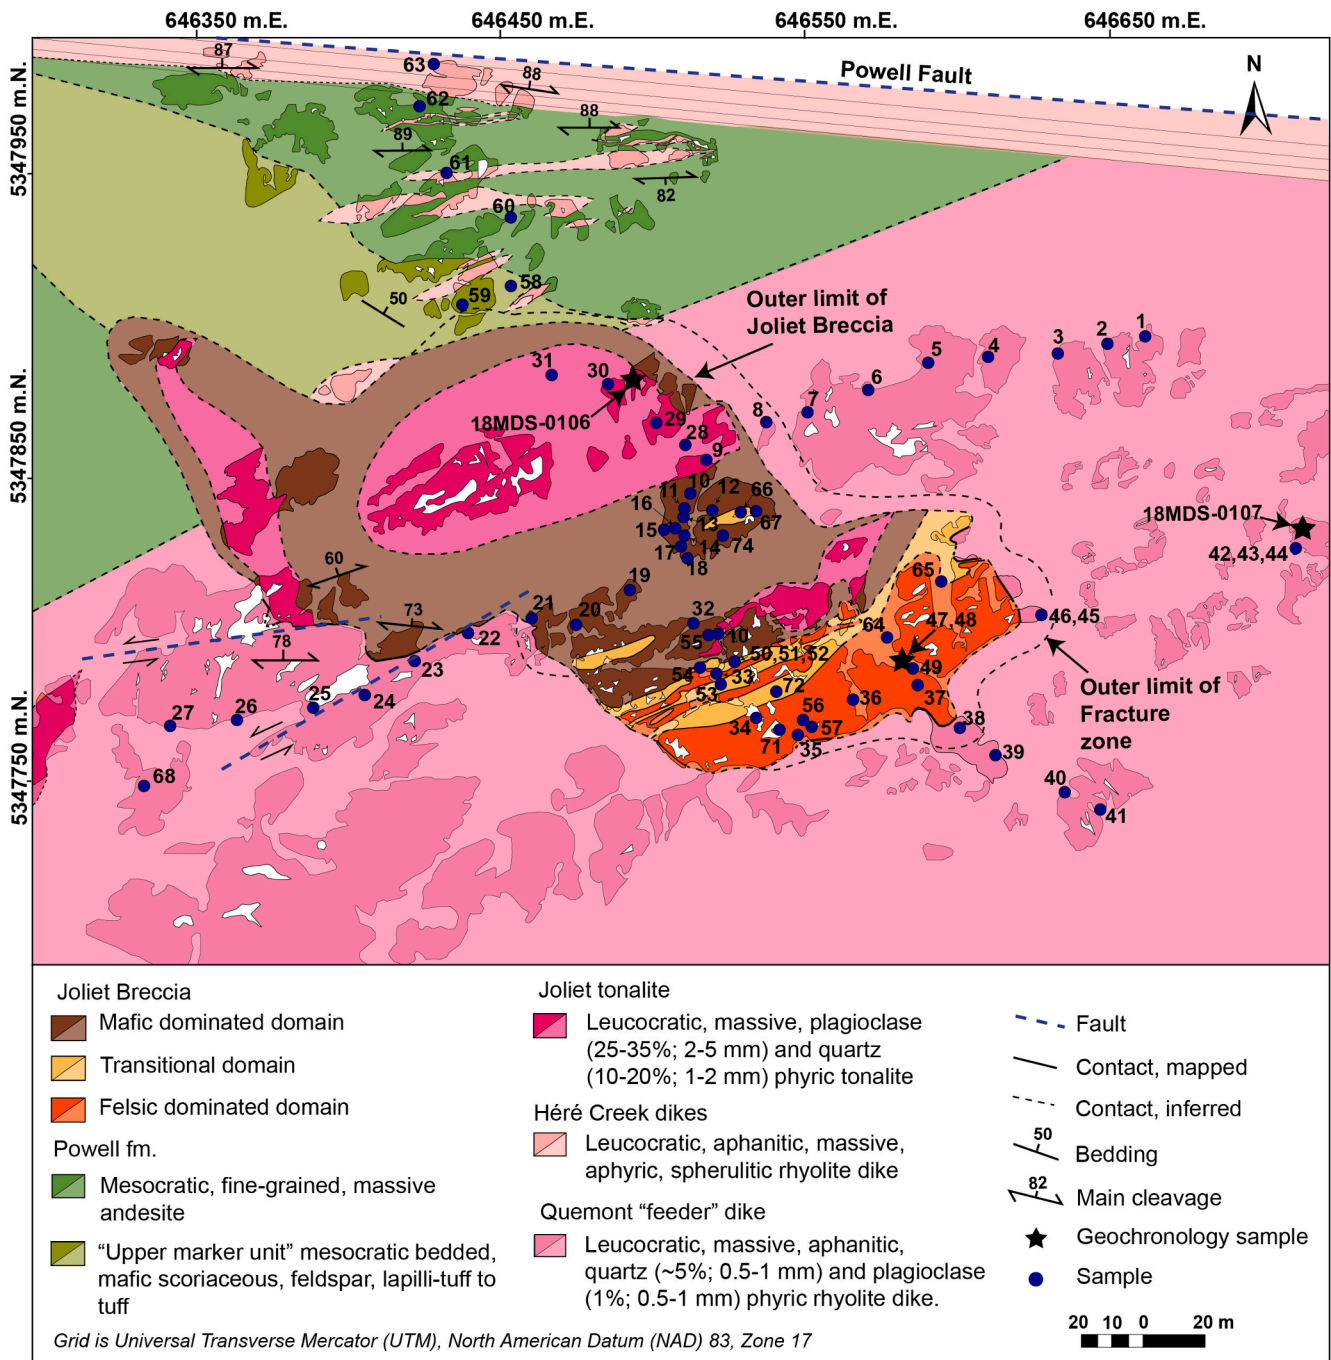 646350 m.E.
646450 m.E.
646550 m.E.
646650 m.E.
5347950 m.N.
5347850 m.N.
5347750 m.N.
87
63
88
Powell Fault
N
62
88
89
61
82
60
58
59
50
Outer limit of
Joliet Breccia
1
2
3
4
5
6
7
8
31
30
18MDS-0106
29
28
9
10
11
12
66
16
13
67
15
14
74
17
18
18MDS-0107
42,43,44
60
19
65
73
21
20
32
46,45
47,48
64
78
22
55
10
50,51,52
49
23
54
33
53
72
36
37
Outer limit of
Fracture
zone
25
24
26
27
34
56
57
38
71
35
39
68
40
41
Joliet Breccia
Mafic dominated domain
Transitional domain
Felsic dominated domain
Powell fm.
Mesocratic, fine-grained, massive
andesite
“Upper marker unit” mesocratic bedded,
mafic scoriaceous, feldspar, lapilli-tuff to
tuff
Joliet tonalite
Leucocratic, massive, plagioclase
(25-35%; 2-5 mm) and quartz
(10-20%; 1-2 mm) phyric tonalite
Héré Creek dikes
Leucocratic, aphanitic, massive,
aphyric, spherulitic rhyolite dike
Quemont “feeder” dike
Leucocratic, massive, aphanitic,
quartz (~5%; 0.5-1 mm) and plagioclase
(1%; 0.5-1 mm) phyric rhyolite dike.
Fault
Contact, mapped
Contact, inferred
50
Bedding
82
Main cleavage
Geochronology sample
Sample
20 10 0 20 m
Grid is Universal Transverse Mercator (UTM), North American Datum (NAD) 83, Zone 17